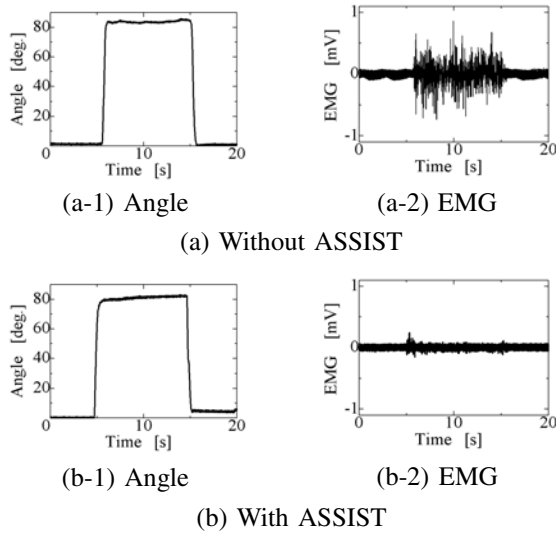 80
60
40
20
Angle [deg.]
0 10 20
Time [s]
(a-1) Angle
1
0
-1
EMG [mV]
0 10 20
Time [s]
(a-2) EMG
(a) Without ASSIST
80
60
40
20
Angle [deg.]
0 10 20
Time [s]
(b-1) Angle
1
0
-1
EMG [mV]
0 10 20
Time [s]
(b-2) EMG
(b) With ASSIST